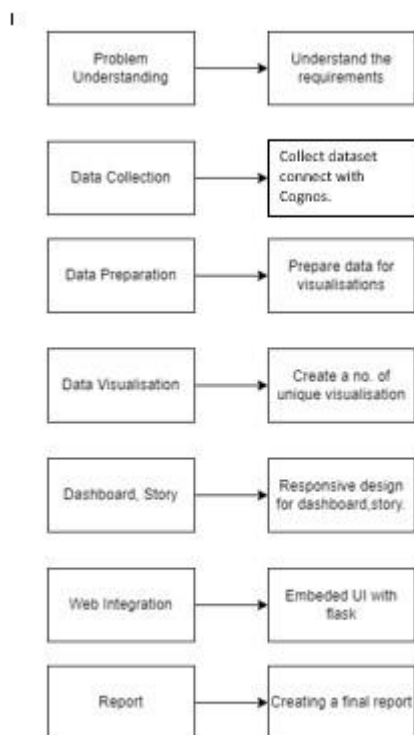 Problem
Understanding
Understand the
requirements
Data Collection
Collect dataset
connect with
Cognos.
Data Preparation
Prepare data for
visualisations
Data Visualisation
Create a no. of
unique visualisation
Dashboard, Story
Responsive design
for dashboard,story.
Web Integration
Embeded UI with
flask
Report
Creating a final report